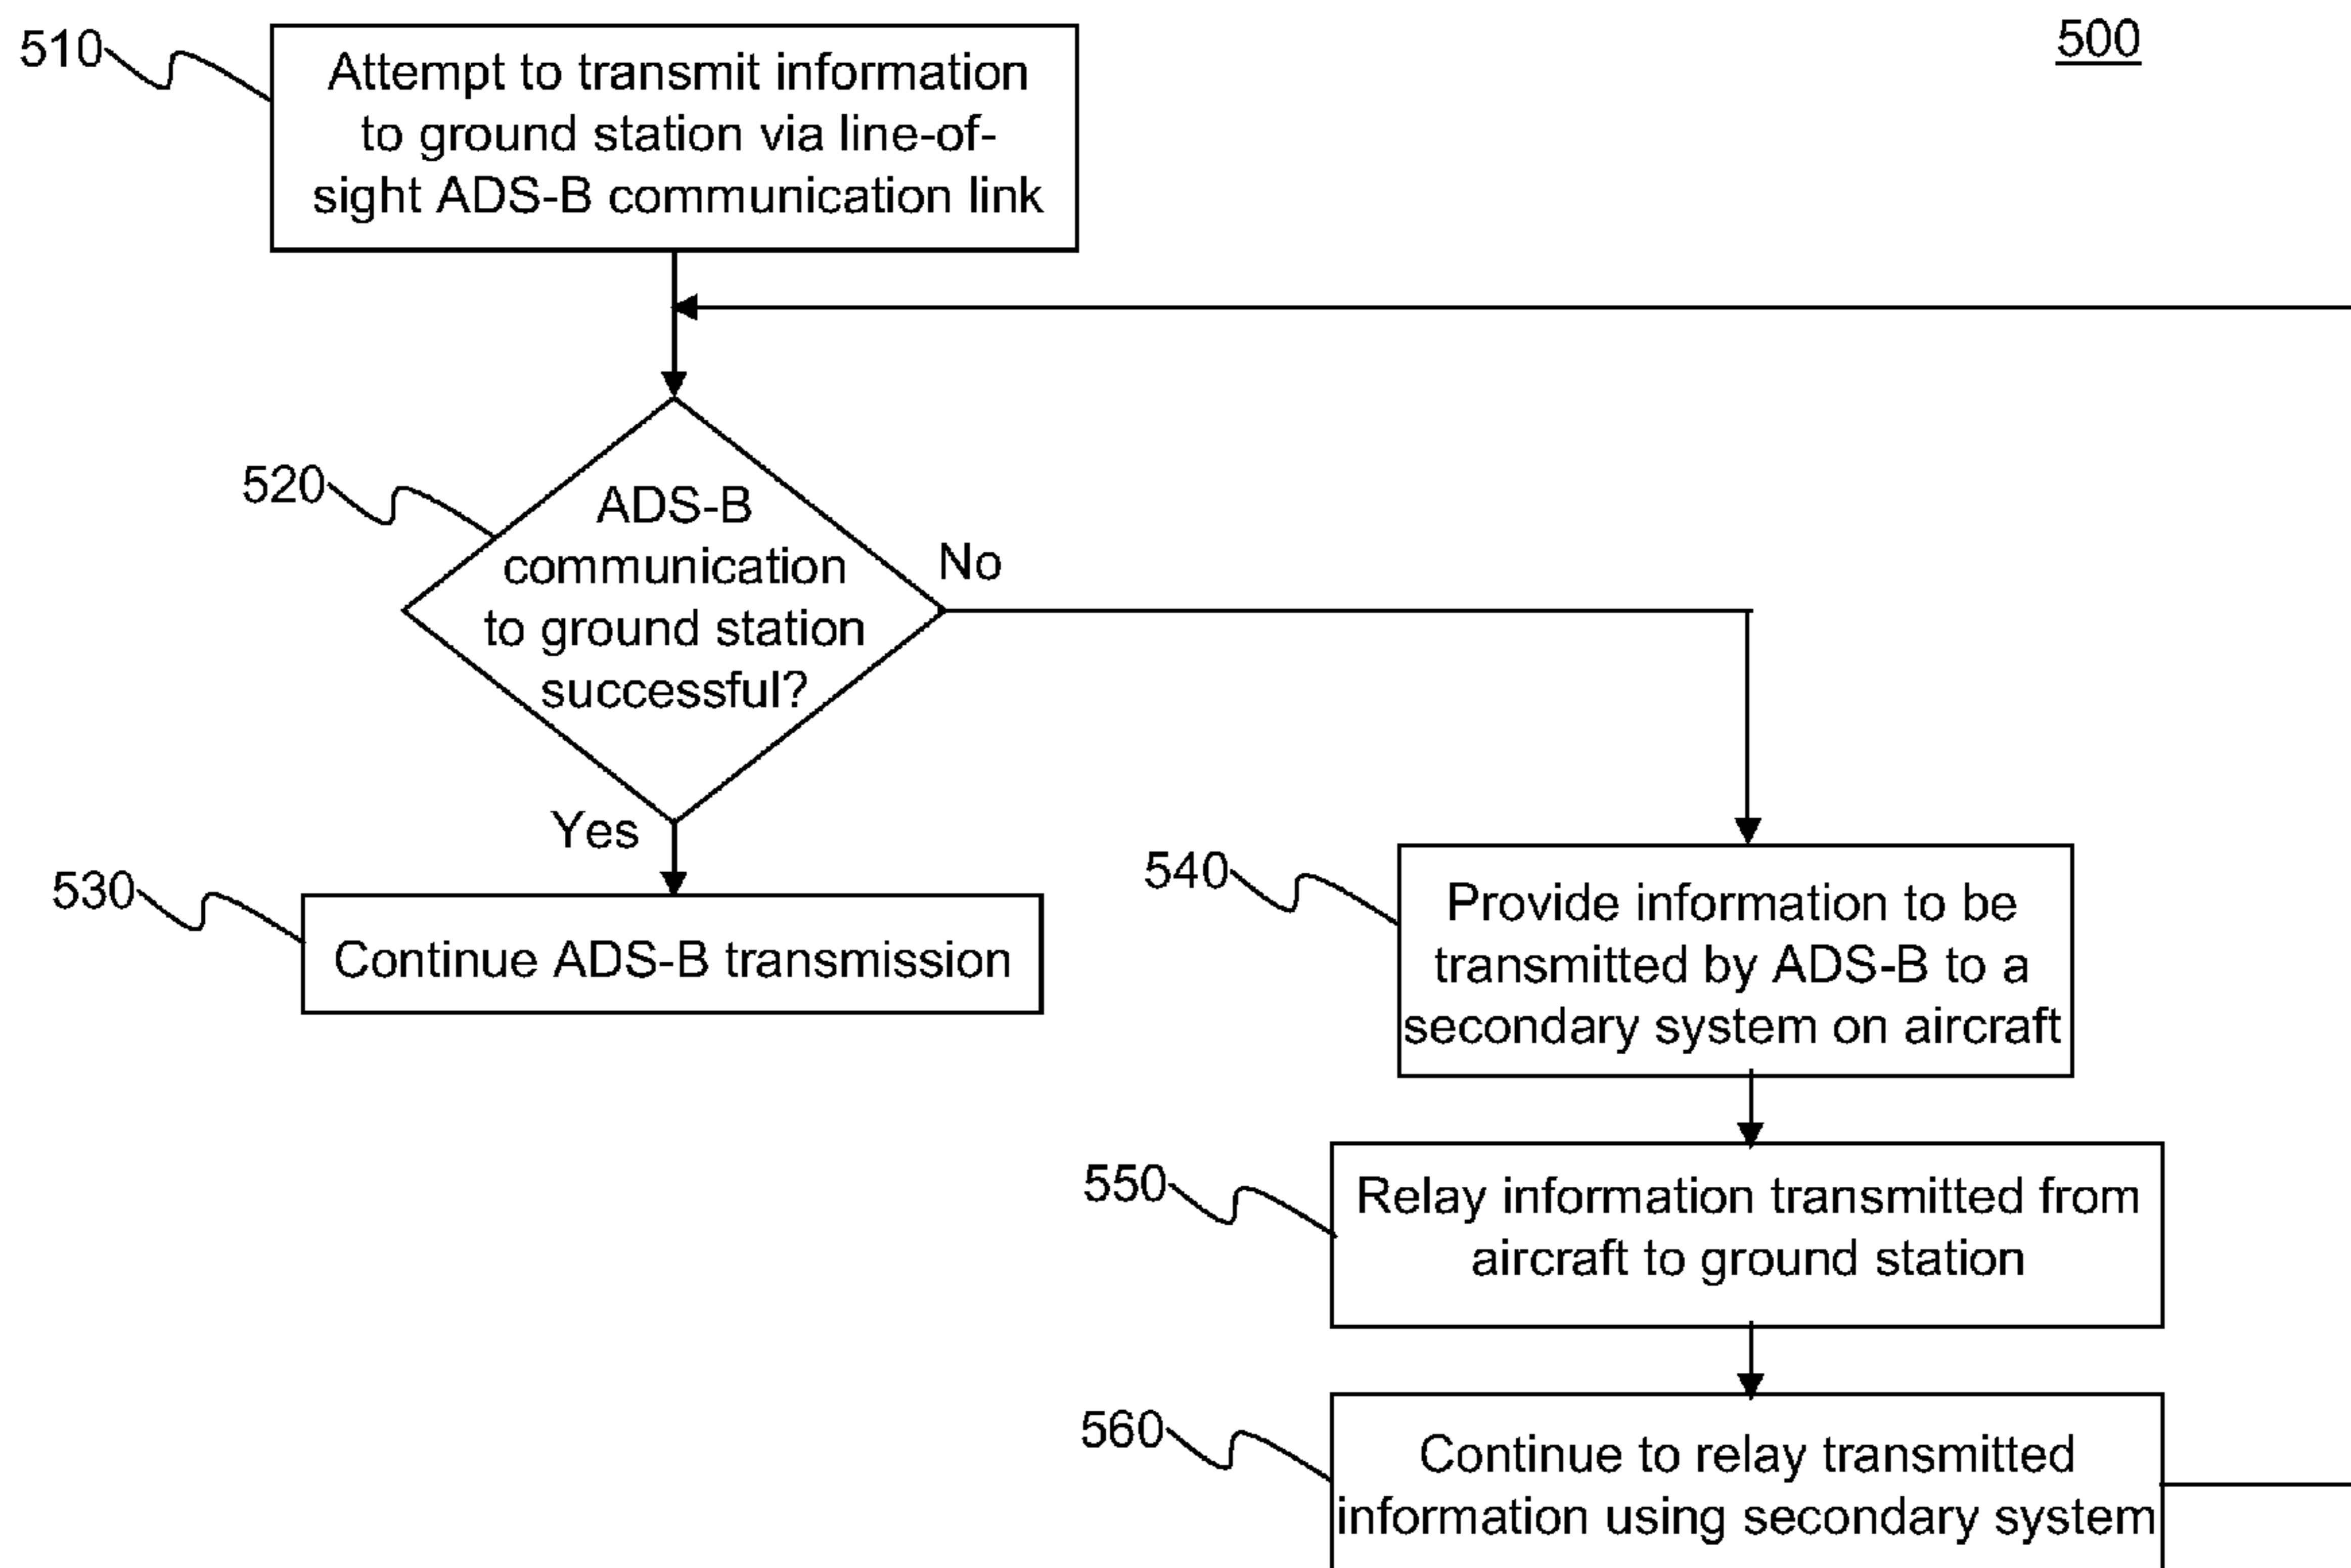 500
510
Attempt to transmit information
to ground station via line-of-
sight ADS-B communication link
520
ADS-B
communication
to ground station
successful?
No
Yes
530
Continue ADS-B transmission
540
Provide information to be
transmitted by ADS-B to a
secondary system on aircraft
550
Relay information transmitted from
aircraft to ground station
560
Continue to relay transmitted
information using secondary system